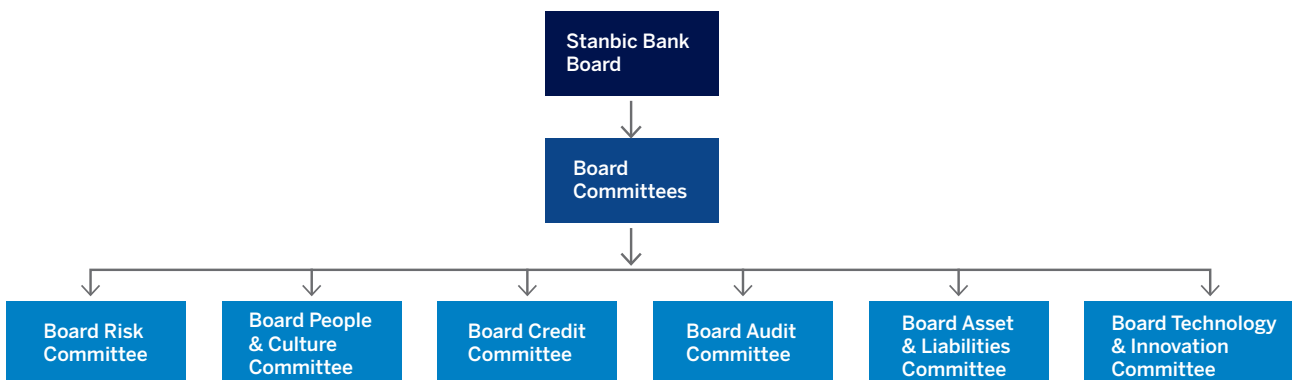 Stanbic Bank
Board
Board
Committees
Board Risk
Committee
Board People
& Culture
Committee
Board Credit
Committee
Board Audit
Committee
Board Asset
& Liabilities
Committee
Board Technology
& Innovation
Committee